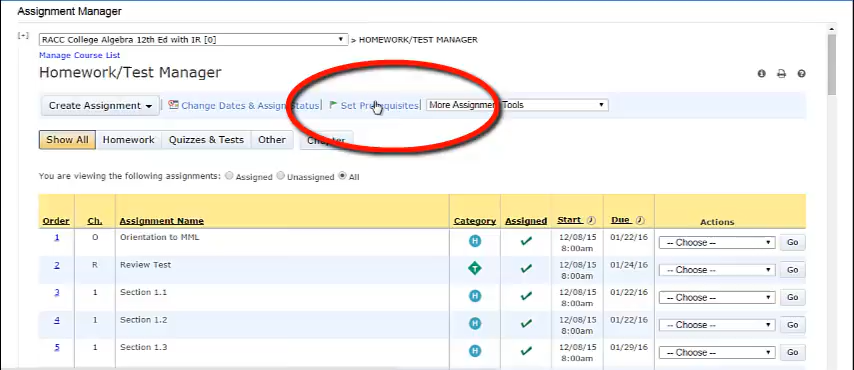 Assignment Manager
[+] RACC College Algebra 12th Ed with IR [0] > HOMEWORK/TEST MANAGER
Manage Course List
Homework/Test Manager
Create Assignment | Change Dates & Assign Status | Set Prerequisites | More Assignment Tools
Show All Homework Quizzes & Tests Other Chapter
You are viewing the following assignments: Assigned Unassigned All
Order Ch. Assignment Name Category Assigned Start Due Actions
1 O Orientation to MML H 12/08/15 8:00am 01/22/16 -- Choose -- Go
2 R Review Test T 12/08/15 8:00am 01/24/16 -- Choose -- Go
3 1 Section 1.1 H 12/08/15 8:00am 01/22/16 -- Choose -- Go
4 1 Section 1.2 H 12/08/15 8:00am 01/22/16 -- Choose -- Go
5 1 Section 1.3 H 12/08/15 8:00am 01/29/16 -- Choose -- Go